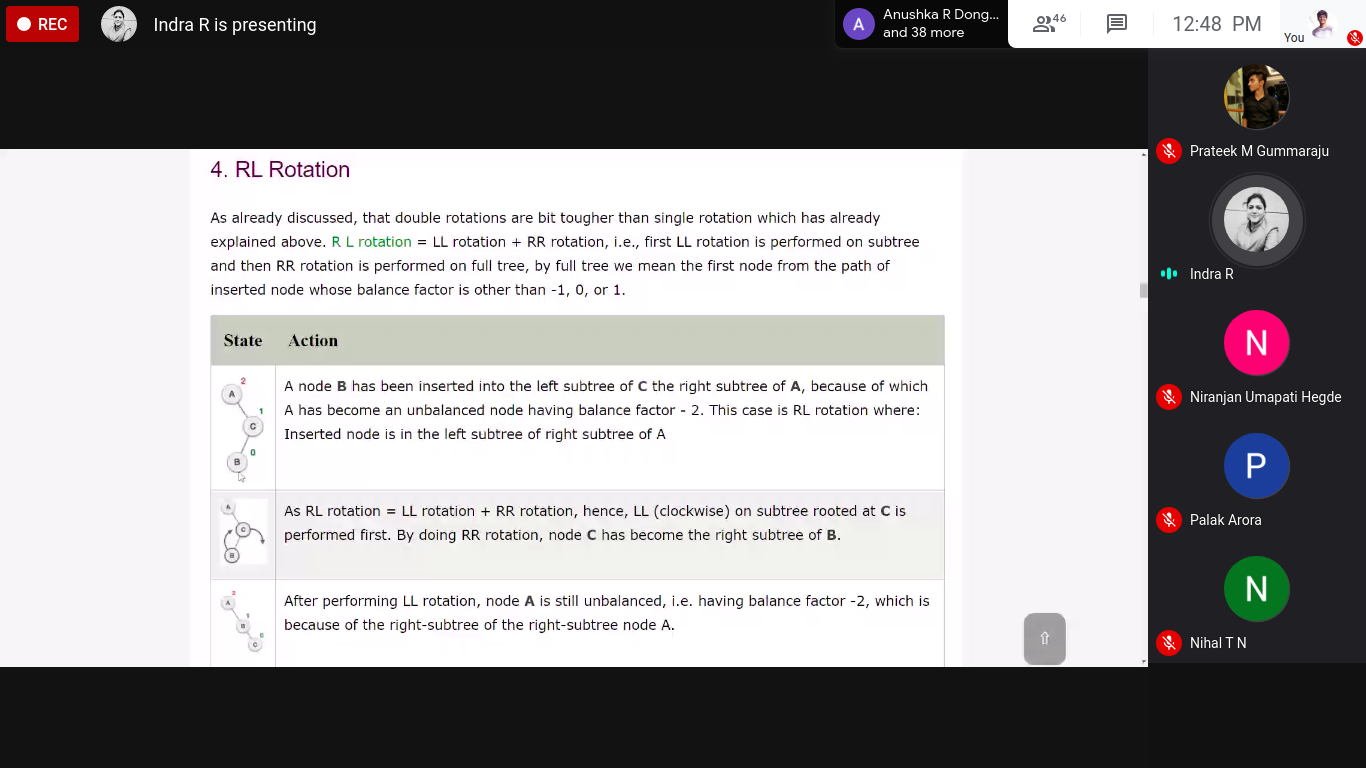 REC
Indra R is presenting
A
Anushka R Dong...
and 38 more
46
12:48 PM
You
4. RL Rotation
As already discussed, that double rotations are bit tougher than single rotation which has already
explained above. R L rotation = LL rotation + RR rotation, i.e., first LL rotation is performed on subtree
and then RR rotation is performed on full tree, by full tree we mean the first node from the path of
inserted node whose balance factor is other than -1, 0, or 1.
State Action
2
A
1
C
0
B
A node B has been inserted into the left subtree of C the right subtree of A, because of which
A has become an unbalanced node having balance factor - 2. This case is RL rotation where:
Inserted node is in the left subtree of right subtree of A
A
C
B
As RL rotation = LL rotation + RR rotation, hence, LL (clockwise) on subtree rooted at C is
performed first. By doing RR rotation, node C has become the right subtree of B.
2
A
1
B
0
C
After performing LL rotation, node A is still unbalanced, i.e. having balance factor -2, which is
because of the right-subtree of the right-subtree node A.
Prateek M Gummaraju
Indra R
N
Niranjan Umapati Hegde
P
Palak Arora
N
Nihal T N